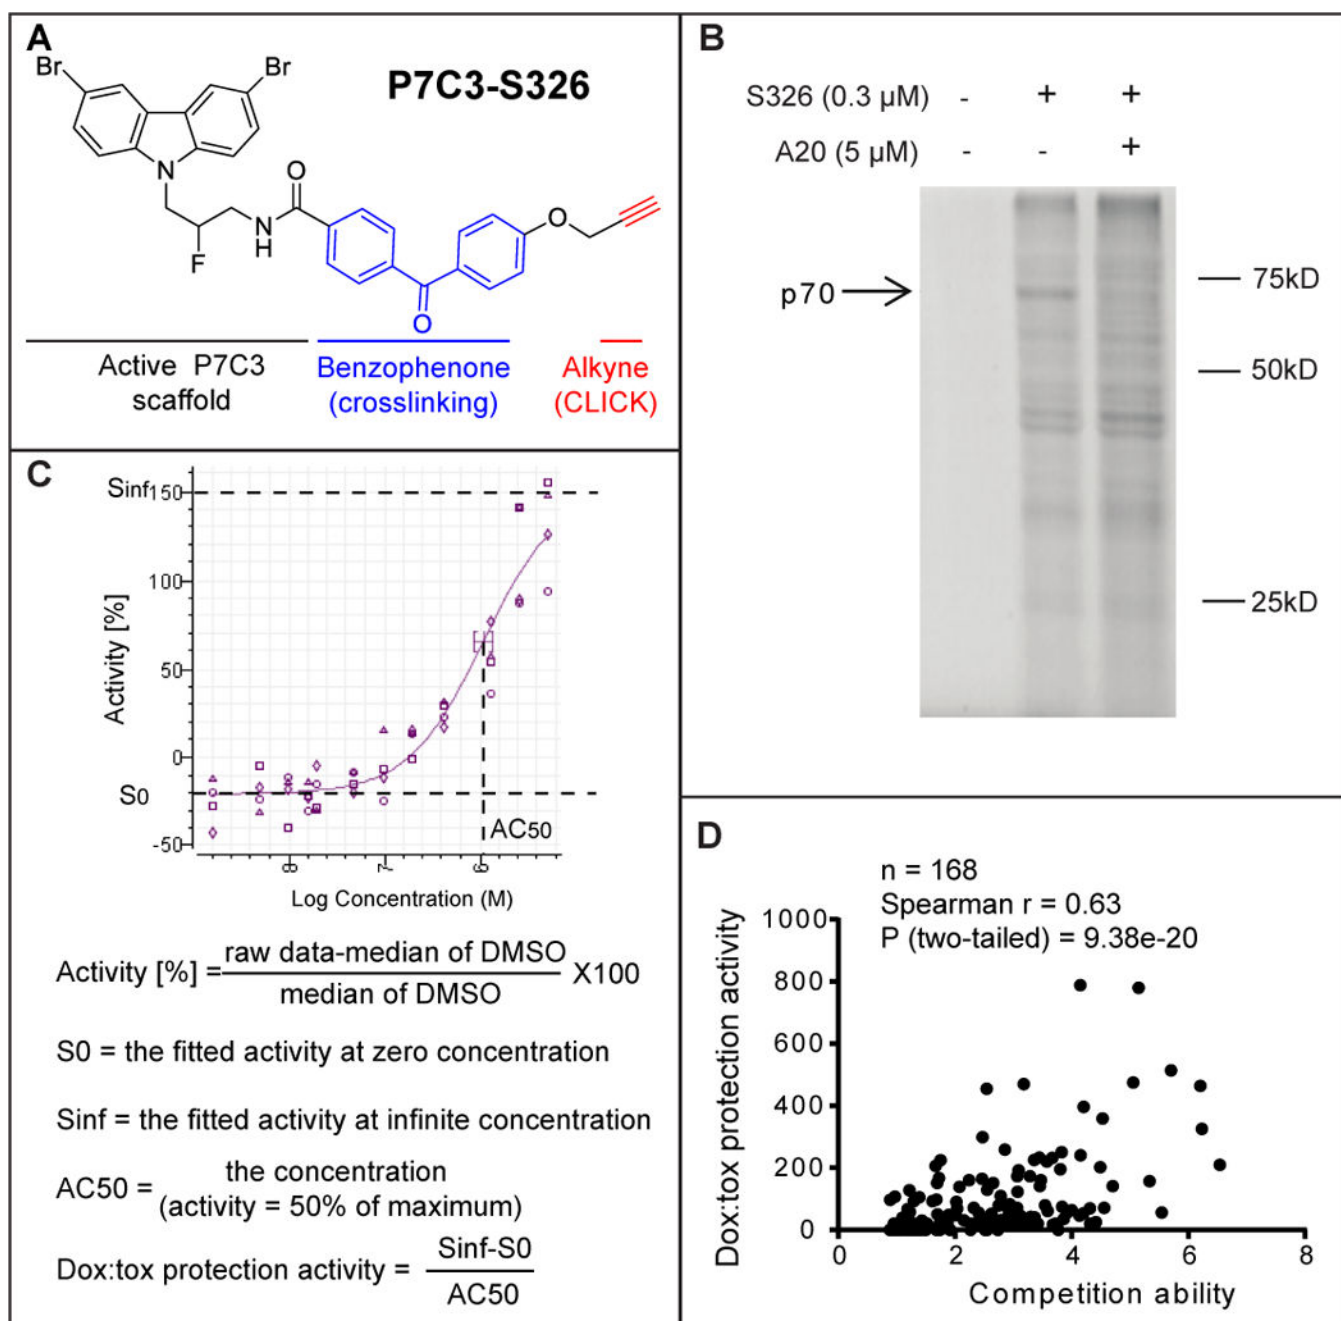 A
P7C3-S326
Br
Br
N
O
N
H
F
O
O
Active P7C3
scaffold
Benzophenone
(crosslinking)
Alkyne
(CLICK)
B
S326 (0.3 µM) - + +
A20 (5 µM) - - +
p70
75kD
50kD
25kD
C
Sinf
150
100
50
0
S0
-50
Activity [%]
AC50
-8
-7
-6
Log Concentration (M)
Activity [%] = raw data-median of DMSO X100
median of DMSO
S0 = the fitted activity at zero concentration
Sinf = the fitted activity at infinite concentration
AC50 = the concentration
(activity = 50% of maximum)
Dox:tox protection activity = Sinf-S0
AC50
D
n = 168
Spearman r = 0.63
P (two-tailed) = 9.38e-20
Dox:tox protection activity
1000
800
600
400
200
0
0 2 4 6 8
Competition ability